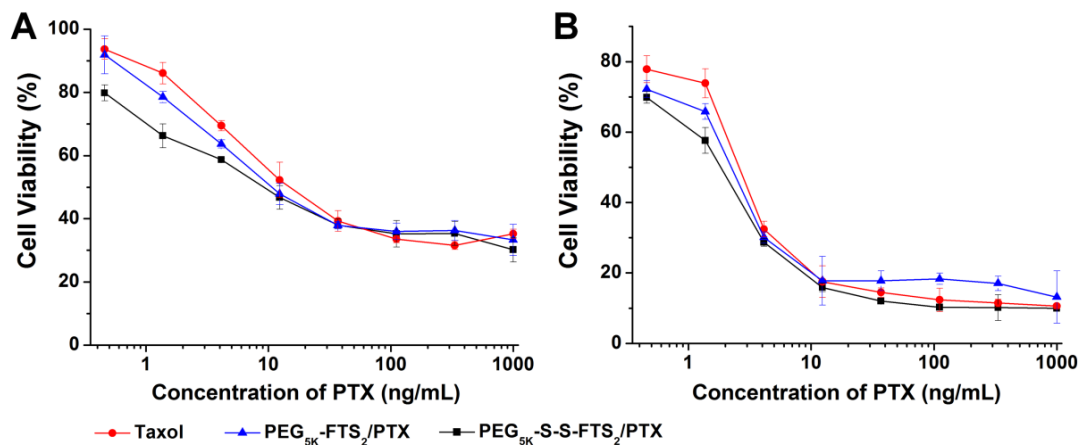 A
B
Cell Viability (%)
100
80
60
40
20
0
1
10
100
1000
Concentration of PTX (ng/mL)
Cell Viability (%)
80
60
40
20
0
1
10
100
1000
Concentration of PTX (ng/mL)
Taxol
PEG5K-FTS2/PTX
PEG5K-S-S-FTS2/PTX